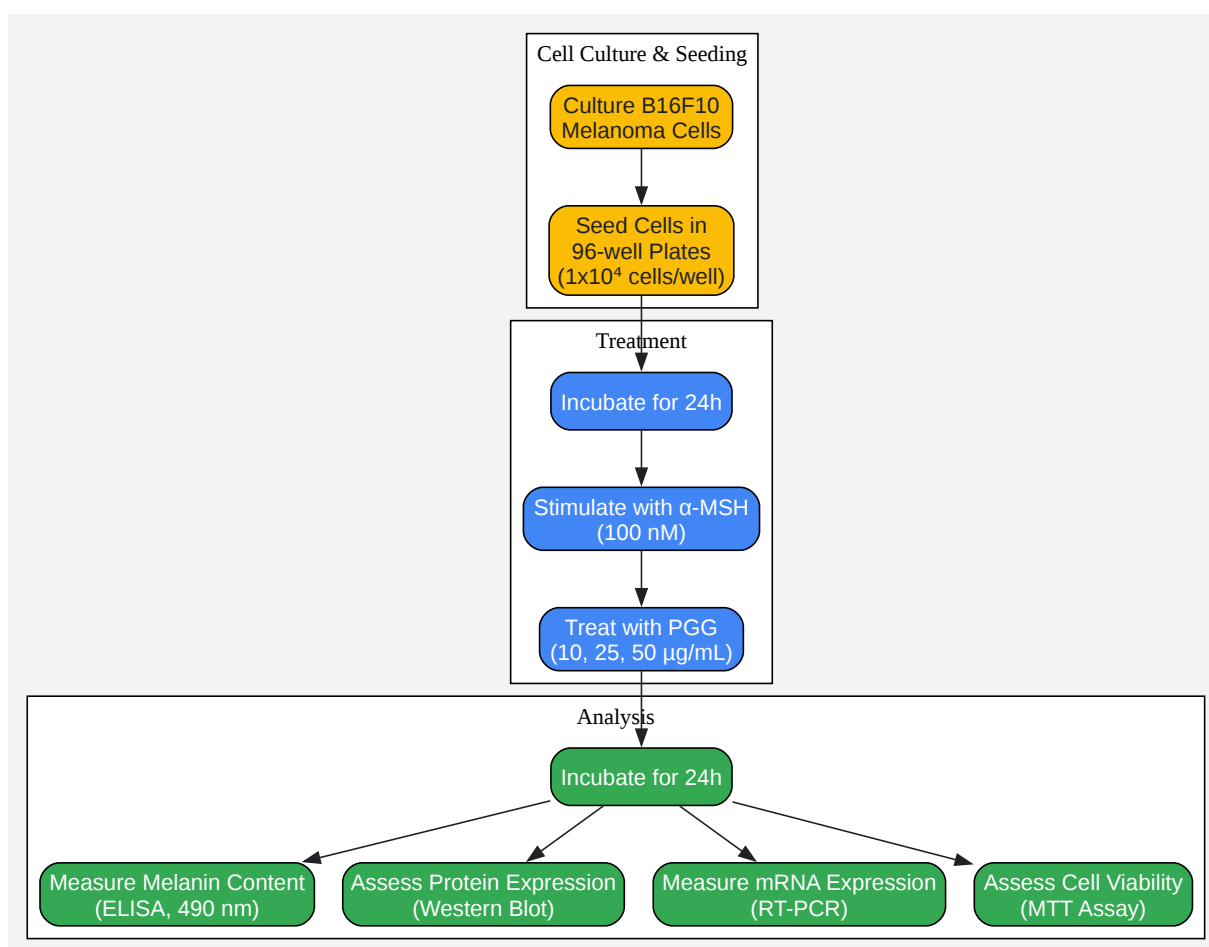 Cell Culture & Seeding
Culture B16F10
Melanoma Cells
Seed Cells in
96-well Plates
(1x10⁴ cells/well)
Treatment
Incubate for 24h
Stimulate with α-MSH
(100 nM)
Treat with PGG
(10, 25, 50 µg/mL)
Analysis
Incubate for 24h
Measure Melanin Content
(ELISA, 490 nm)
Assess Protein Expression
(Western Blot)
Measure mRNA Expression
(RT-PCR)
Assess Cell Viability
(MTT Assay)